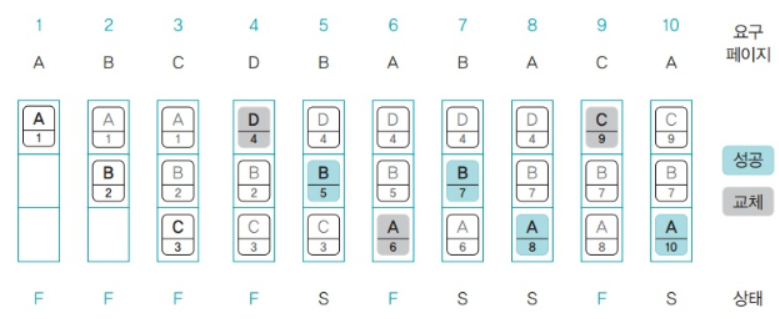 1 2 3 4 5 6 7 8 9 10 요구
페이지
A B C D B A B A C A
A A A D D D D D C C
1 1 1 4 4 4 4 4 9 9
B B B B B B B B B
2 2 2 5 5 7 7 7 7
C C C A A A A A
3 3 3 6 6 8 8 10
성공
교체
F F F F S F S S F S 상태